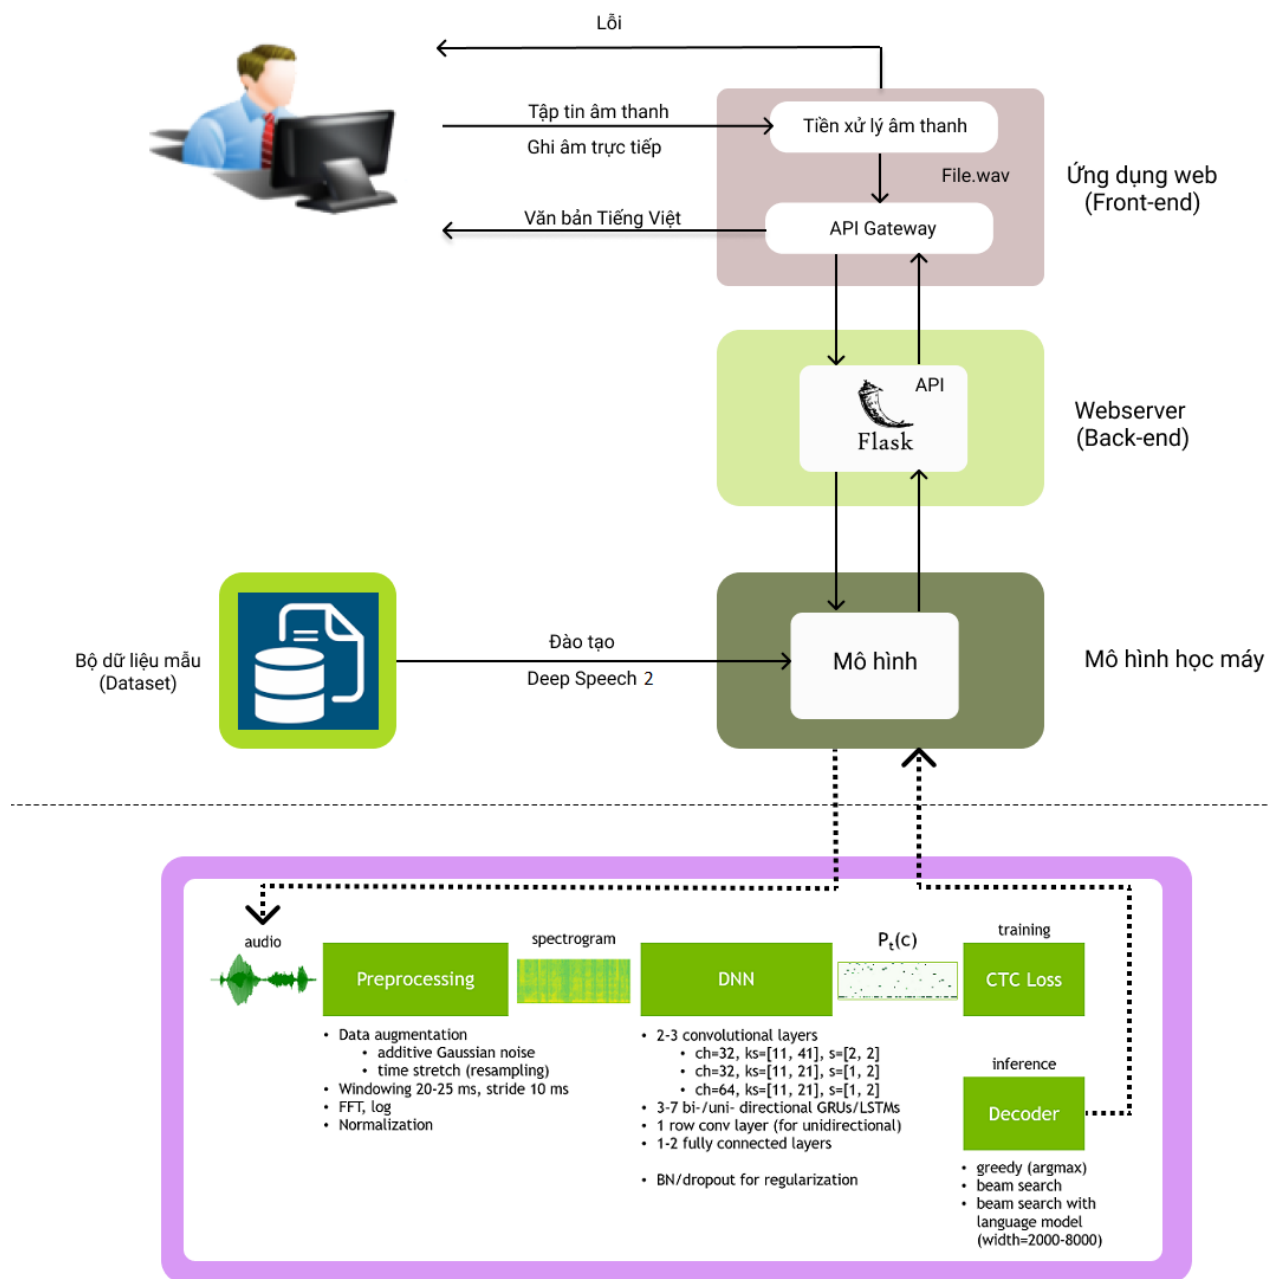 Lỗi
Tập tin âm thanh
Ghi âm trực tiếp
Tiền xử lý âm thanh
File.wav
Ứng dụng web
(Front-end)
Văn bản Tiếng Việt
API Gateway
API
Flask
Webserver
(Back-end)
Bộ dữ liệu mẫu
(Dataset)
Đào tạo
Deep Speech 2
Mô hình
Mô hình học máy
audio
Preprocessing
spectrogram
DNN
Pt(c)
training
CTC Loss
• Data augmentation
• additive Gaussian noise
• time stretch (resampling)
• Windowing 20-25 ms, stride 10 ms
• FFT, log
• Normalization
• 2-3 convolutional layers
• ch=32, ks=[11, 41], s=[2, 2]
• ch=32, ks=[11, 21], s=[1, 2]
• ch=64, ks=[11, 21], s=[1, 2]
• 3-7 bi-/uni- directional GRUs/LSTMs
• 1 row conv layer (for unidirectional)
• 1-2 fully connected layers
• BN/dropout for regularization
inference
Decoder
• greedy (argmax)
• beam search
• beam search with
language model
(width=2000-8000)